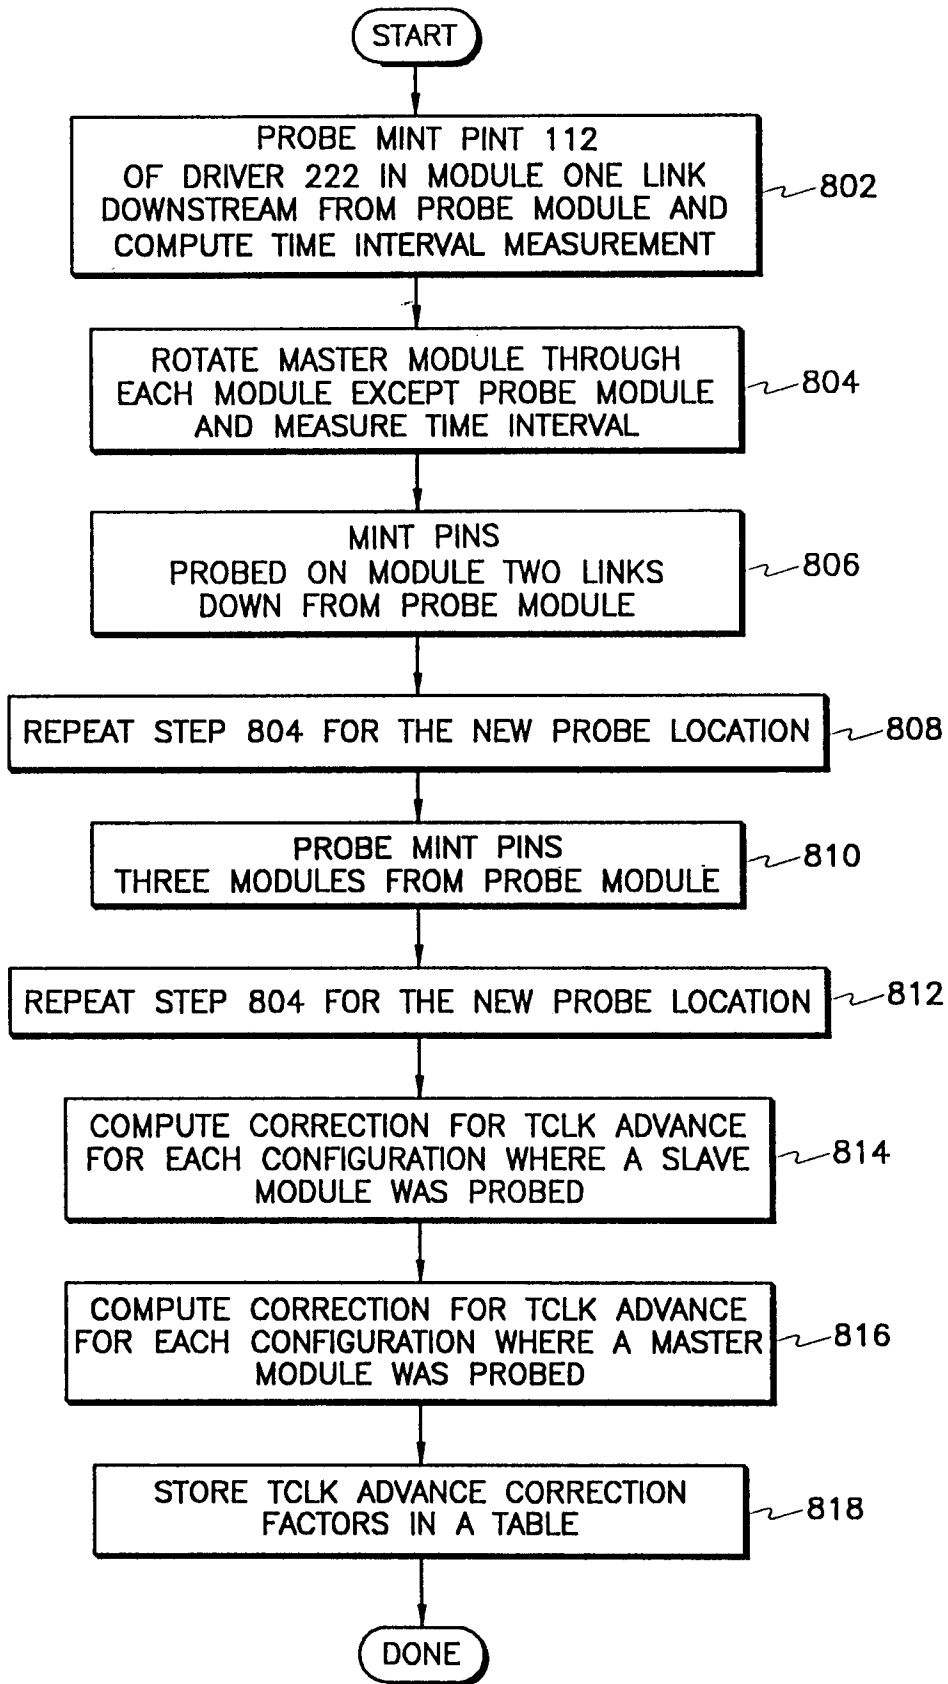 START
PROBE MINT PINT 112
OF DRIVER 222 IN MODULE ONE LINK
DOWNSTREAM FROM PROBE MODULE AND
COMPUTE TIME INTERVAL MEASUREMENT
802
ROTATE MASTER MODULE THROUGH
EACH MODULE EXCEPT PROBE MODULE
AND MEASURE TIME INTERVAL
804
MINT PINS
PROBED ON MODULE TWO LINKS
DOWN FROM PROBE MODULE
806
REPEAT STEP 804 FOR THE NEW PROBE LOCATION
808
PROBE MINT PINS
THREE MODULES FROM PROBE MODULE
810
REPEAT STEP 804 FOR THE NEW PROBE LOCATION
812
COMPUTE CORRECTION FOR TCLK ADVANCE
FOR EACH CONFIGURATION WHERE A SLAVE
MODULE WAS PROBED
814
COMPUTE CORRECTION FOR TCLK ADVANCE
FOR EACH CONFIGURATION WHERE A MASTER
MODULE WAS PROBED
816
STORE TCLK ADVANCE CORRECTION
FACTORS IN A TABLE
818
DONE